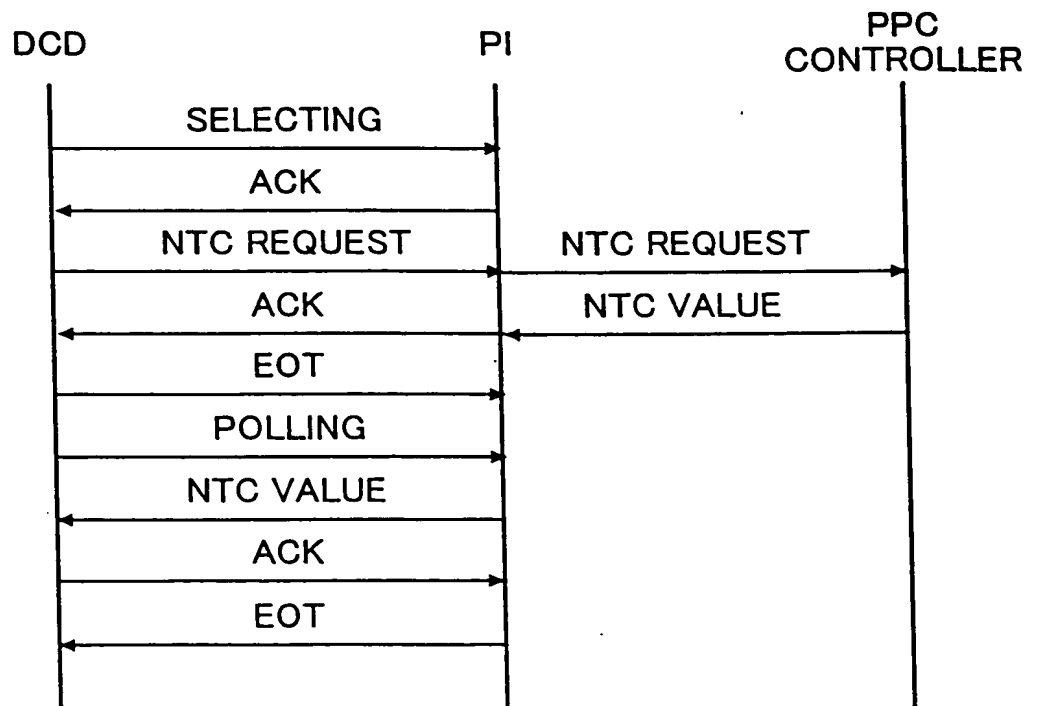 DCD
PI
PPC
CONTROLLER
SELECTING
ACK
NTC REQUEST
NTC REQUEST
ACK
NTC VALUE
EOT
POLLING
NTC VALUE
ACK
EOT